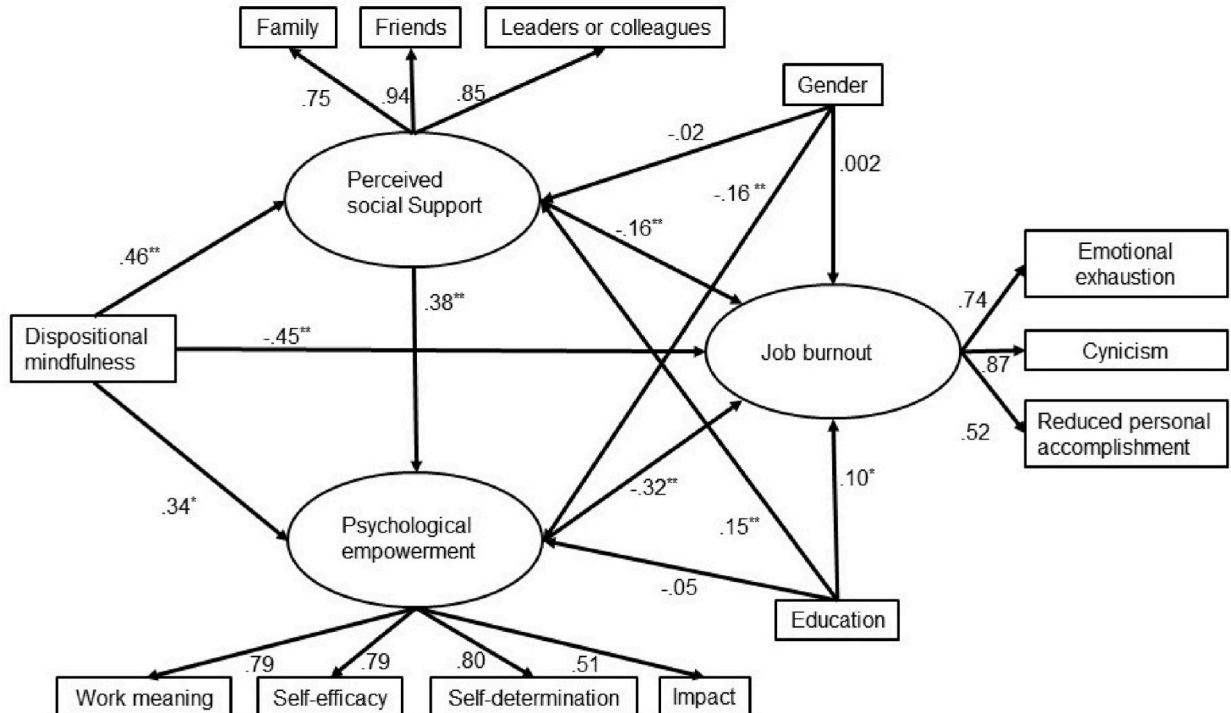 Family
Friends
Leaders or colleagues
.75
.94
.85
Gender
-.02
.002
-.16**
Perceived
social Support
-.16**
.46**
.38**
Emotional
exhaustion
.74
Dispositional
mindfulness
-.45**
Job burnout
Cynicism
.87
Reduced personal
accomplishment
.52
.34*
-.32**
.10*
Psychological
empowerment
.15**
-.05
Education
.79
.79
.80
.51
Work meaning
Self-efficacy
Self-determination
Impact